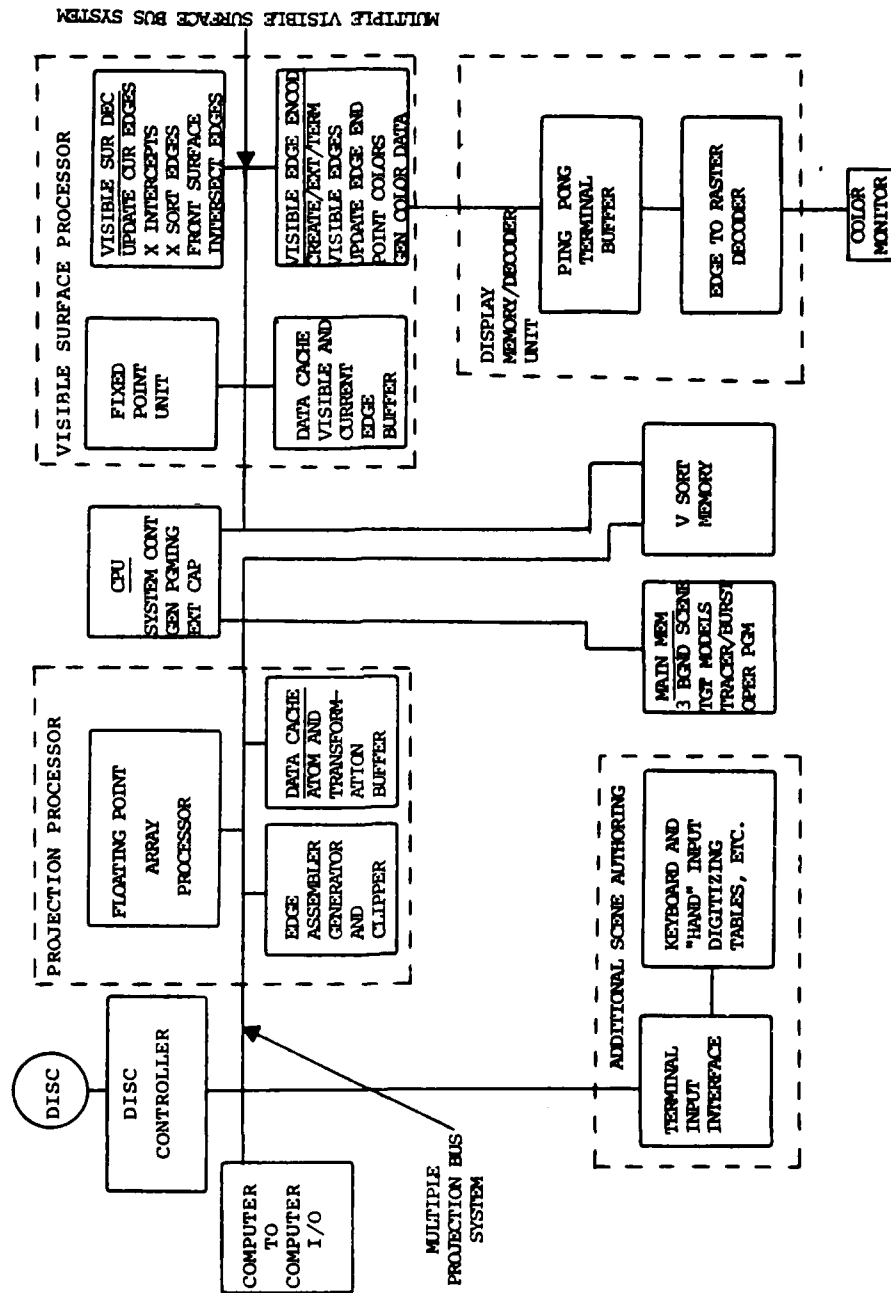 DISC
DISC
CONTROLLER
COMPUTER
TO
COMPUTER
I/O
MULTIPLE
PROJECTION BUS
SYSTEM
PROJECTION PROCESSOR
FLOATING POINT
ARRAY
PROCESSOR
EDGE
ASSEMBLER
GENERATOR
AND
CLIPPER
DATA CACHE
ATOM AND
TRANSFORM-
ATION
BUFFER
ADDITIONAL SCENE AUTHORING
TERMINAL
INPUT
INTERFACE
KEYBOARD AND
"HAND" INPUT
DIGITIZING
TABLES, ETC.
CPU
SYSTEM CONT
GEN PGMING
EXT CAP
MAIN MEM
3 BGND SCENE
TGT MODELS
TRACER/BURST
OPER PGM
V SORT
MEMORY
VISIBLE SURFACE PROCESSOR
FIXED
POINT
UNIT
DATA CACHE
VISIBLE AND
CURRENT
EDGE
BUFFER
VISIBLE SUR DEC
UPDATE CUR EDGES
X INTERCEPTS
X SORT EDGES
FRONT SURFACE
INTERSECT EDGES
VISIBLE EDGE ENCOD
CREATE/EXT/TERM
VISIBLE EDGES
UPDATE EDGE END
POINT COLORS
GEN COLOR DATA
MULTIPLE VISIBLE SURFACE BUS SYSTEM
DISPLAY
MEMORY/DECODER
UNIT
PING PONG
TERMINAL
BUFFER
EDGE TO RASTER
DECODER
COLOR
MONITOR